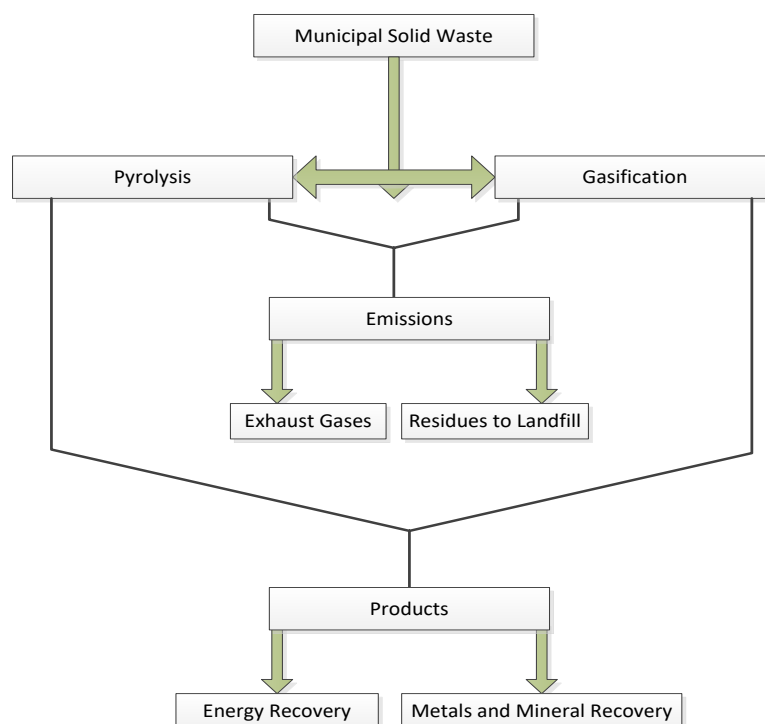 Municipal Solid Waste
Pyrolysis
Gasification
Emissions
Exhaust Gases
Residues to Landfill
Products
Energy Recovery
Metals and Mineral Recovery